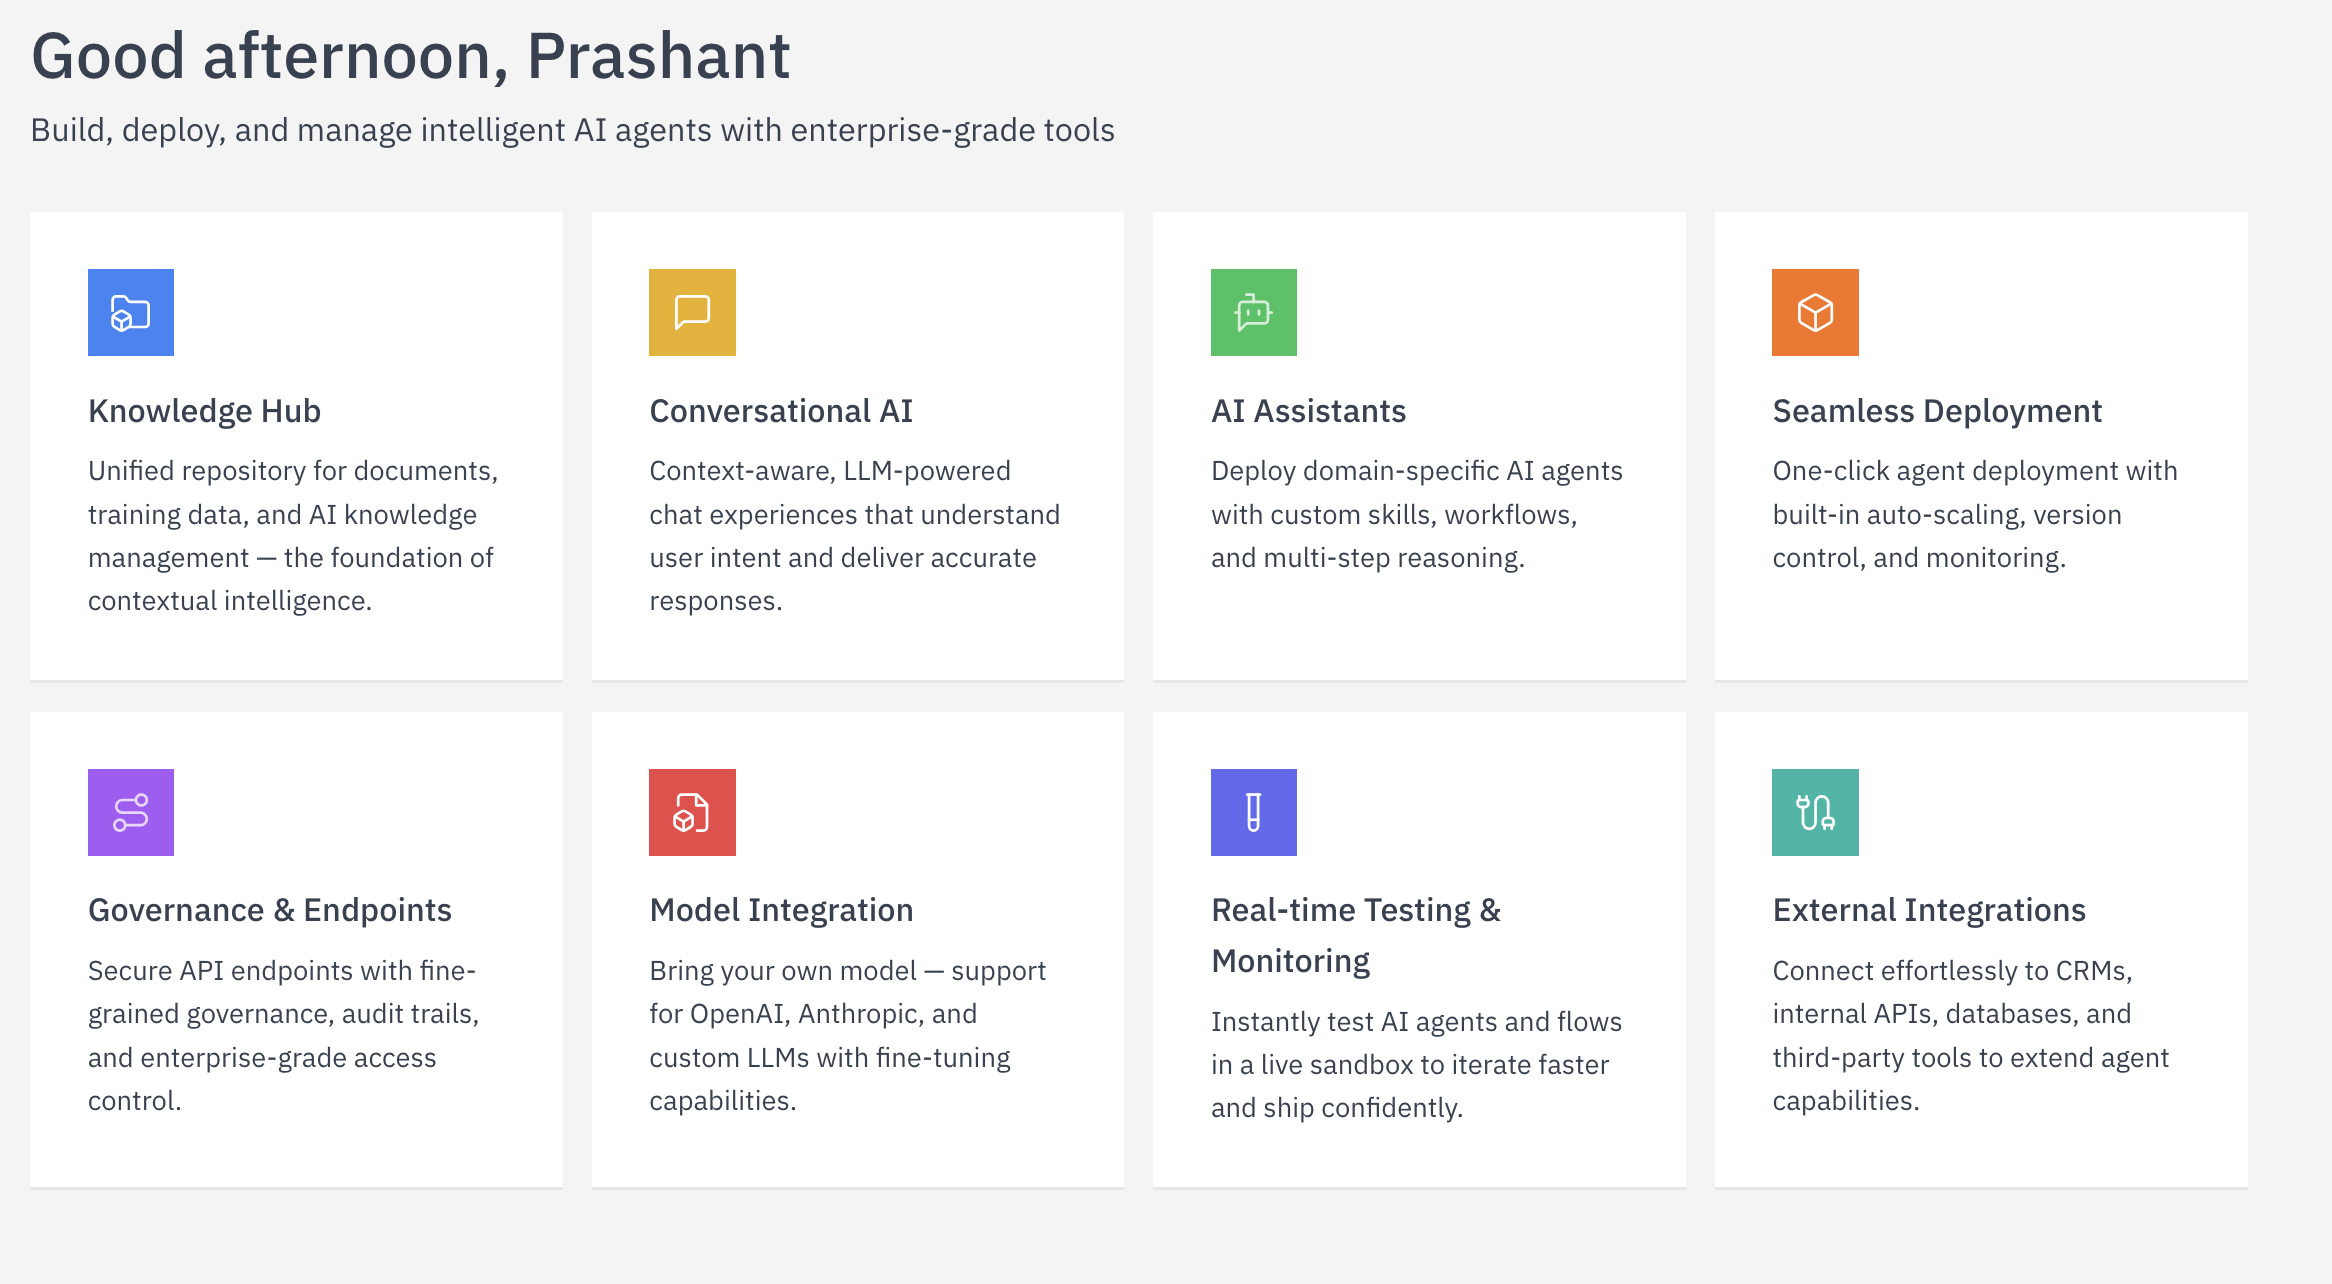 Good afternoon, Prashant
Build, deploy, and manage intelligent AI agents with enterprise-grade tools
Knowledge Hub
Unified repository for documents,
training data, and AI knowledge
management — the foundation of
contextual intelligence.
Conversational AI
Context-aware, LLM-powered
chat experiences that understand
user intent and deliver accurate
responses.
AI Assistants
Deploy domain-specific AI agents
with custom skills, workflows,
and multi-step reasoning.
Seamless Deployment
One-click agent deployment with
built-in auto-scaling, version
control, and monitoring.
Governance & Endpoints
Secure API endpoints with fine-
grained governance, audit trails,
and enterprise-grade access
control.
Model Integration
Bring your own model — support
for OpenAI, Anthropic, and
custom LLMs with fine-tuning
capabilities.
Real-time Testing &
Monitoring
Instantly test AI agents and flows
in a live sandbox to iterate faster
and ship confidently.
External Integrations
Connect effortlessly to CRMs,
internal APIs, databases, and
third-party tools to extend agent
capabilities.